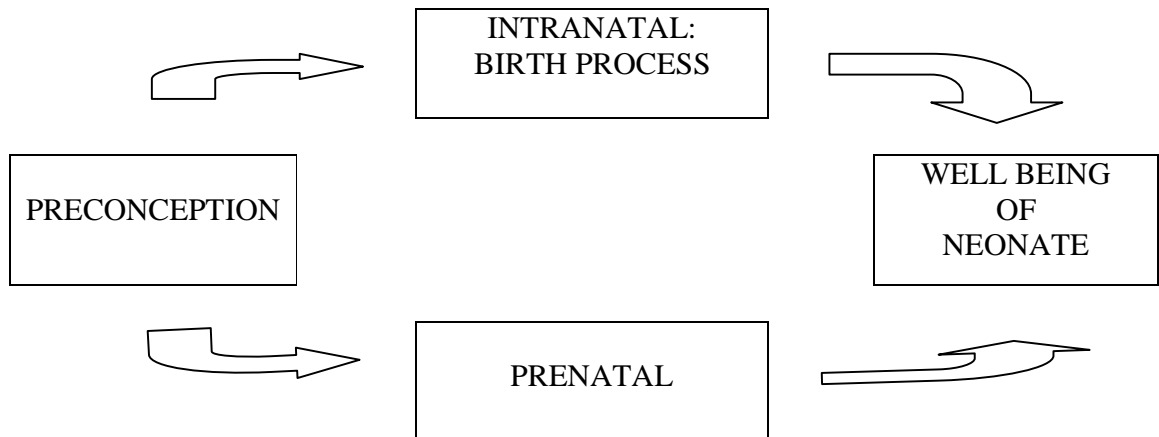 INTRANATAL:
BIRTH PROCESS
PRECONCEPTION
WELL BEING
OF
NEONATE
PRENATAL